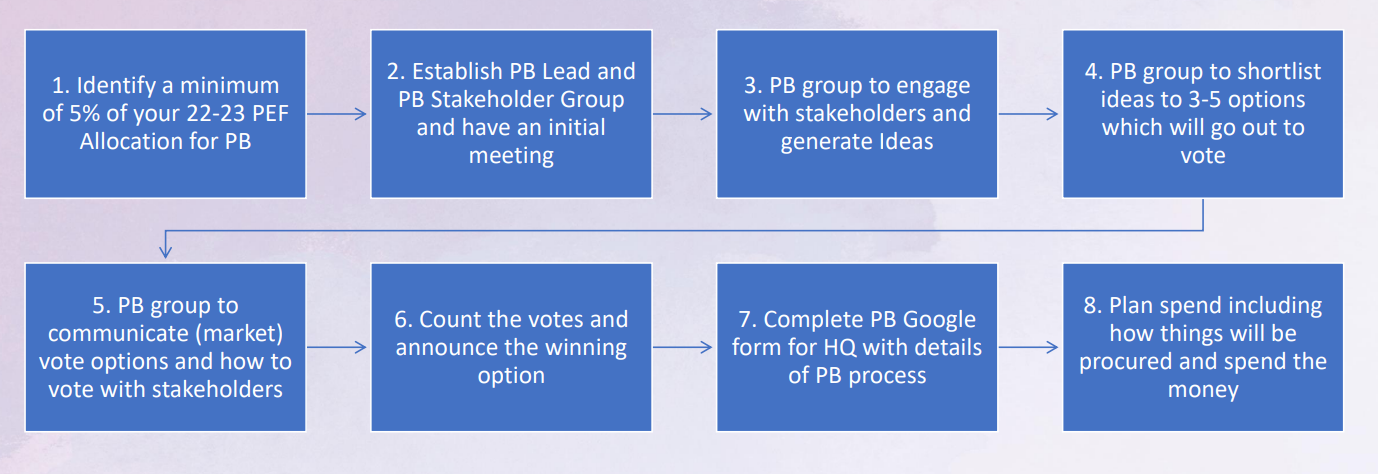 1. Identify a minimum
of 5% of your 22-23 PEF
Allocation for PB
2. Establish PB Lead and
PB Stakeholder Group
and have an initial
meeting
3. PB group to engage
with stakeholders and
generate Ideas
4. PB group to shortlist
ideas to 3-5 options
which will go out to
vote
5. PB group to
communicate (market)
vote options and how to
vote with stakeholders
6. Count the votes and
announce the winning
option
7. Complete PB Google
form for HQ with details
of PB process
8. Plan spend including
how things will be
procured and spend the
money